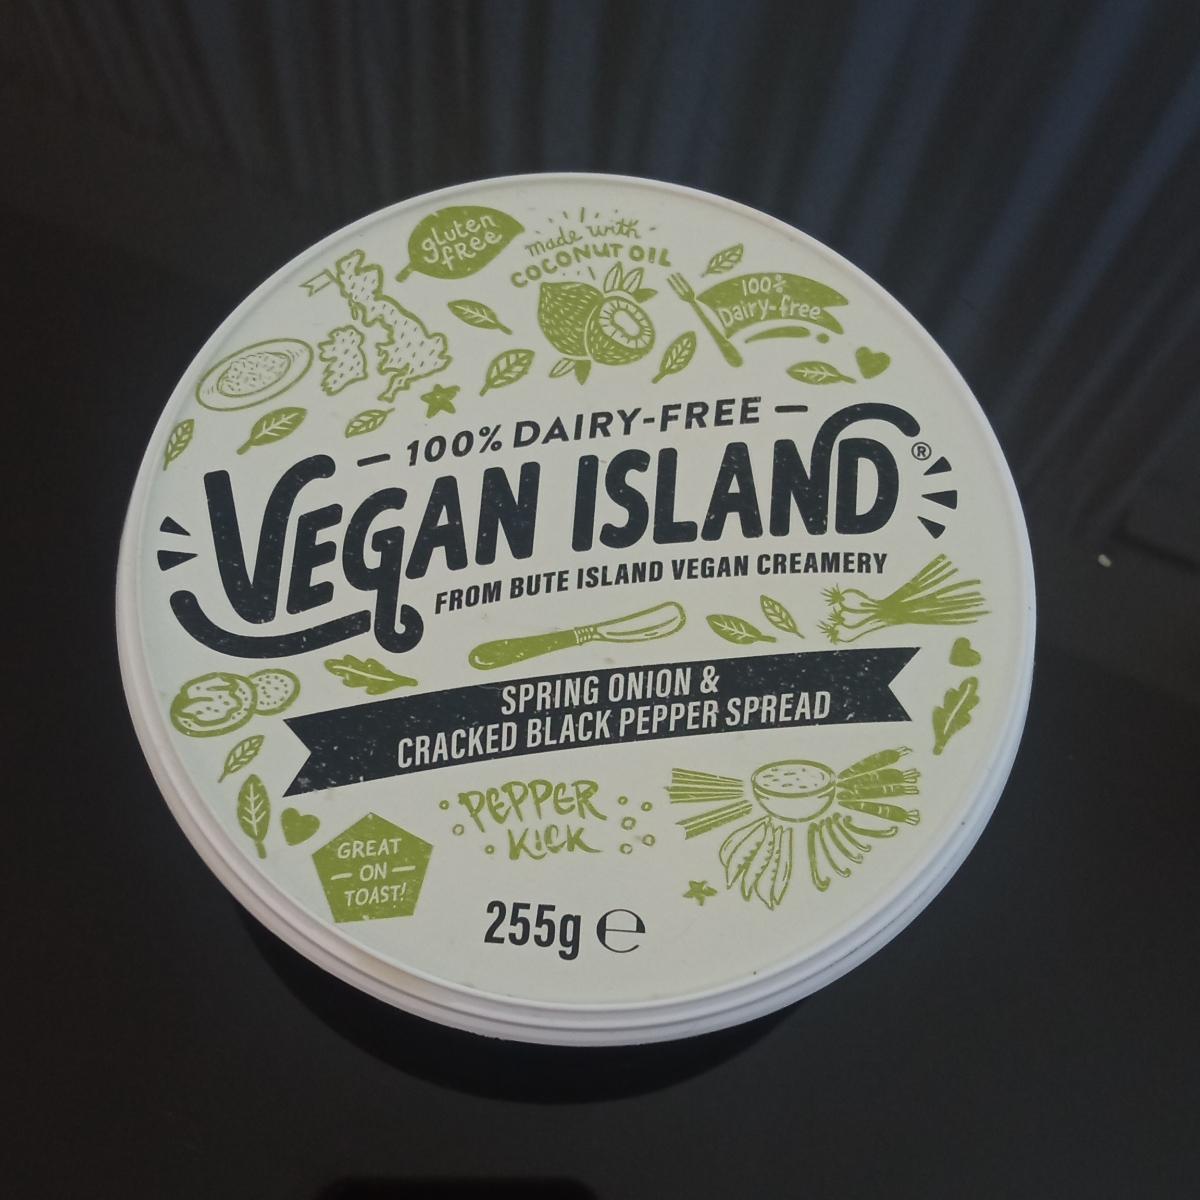 gluten
free
made with
COCONUT OIL
100%
Dairy-free
100% DAIRY-FREE
VEGAN ISLAND®
FROM BUTE ISLAND VEGAN CREAMERY
SPRING ONION &
CRACKED BLACK PEPPER SPREAD
PEPPER
KICK
GREAT
— ON —
TOAST!
255g ℮